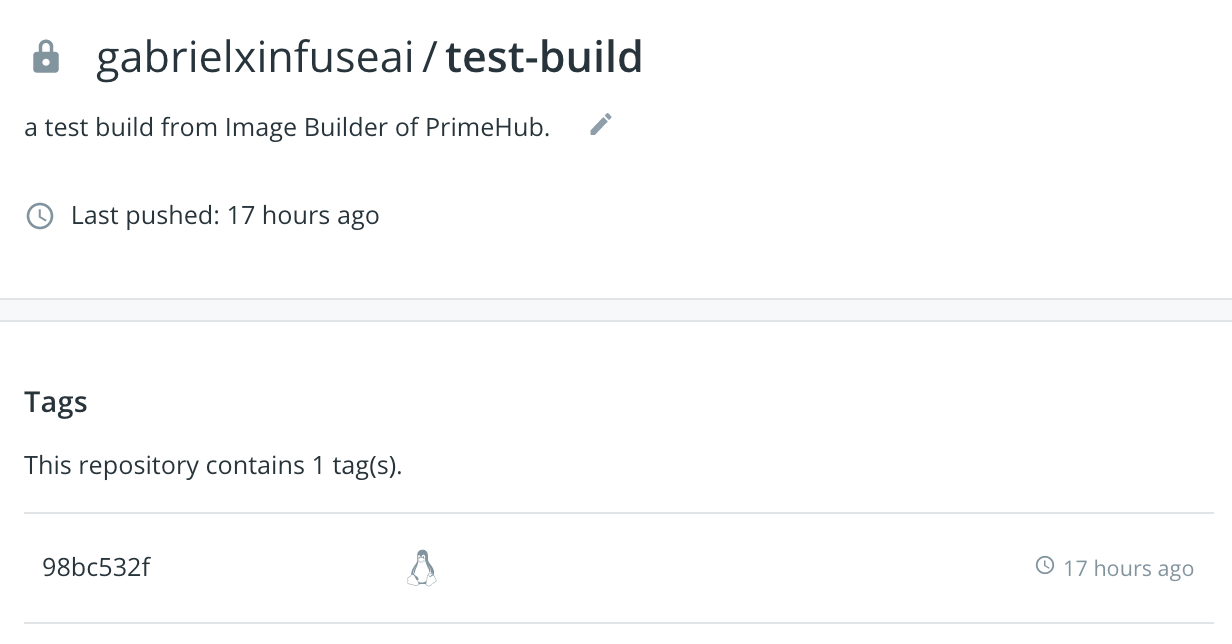 gabrielxinfuseai / test-build
a test build from Image Builder of PrimeHub.
Last pushed: 17 hours ago
Tags
This repository contains 1 tag(s).
98bc532f 17 hours ago